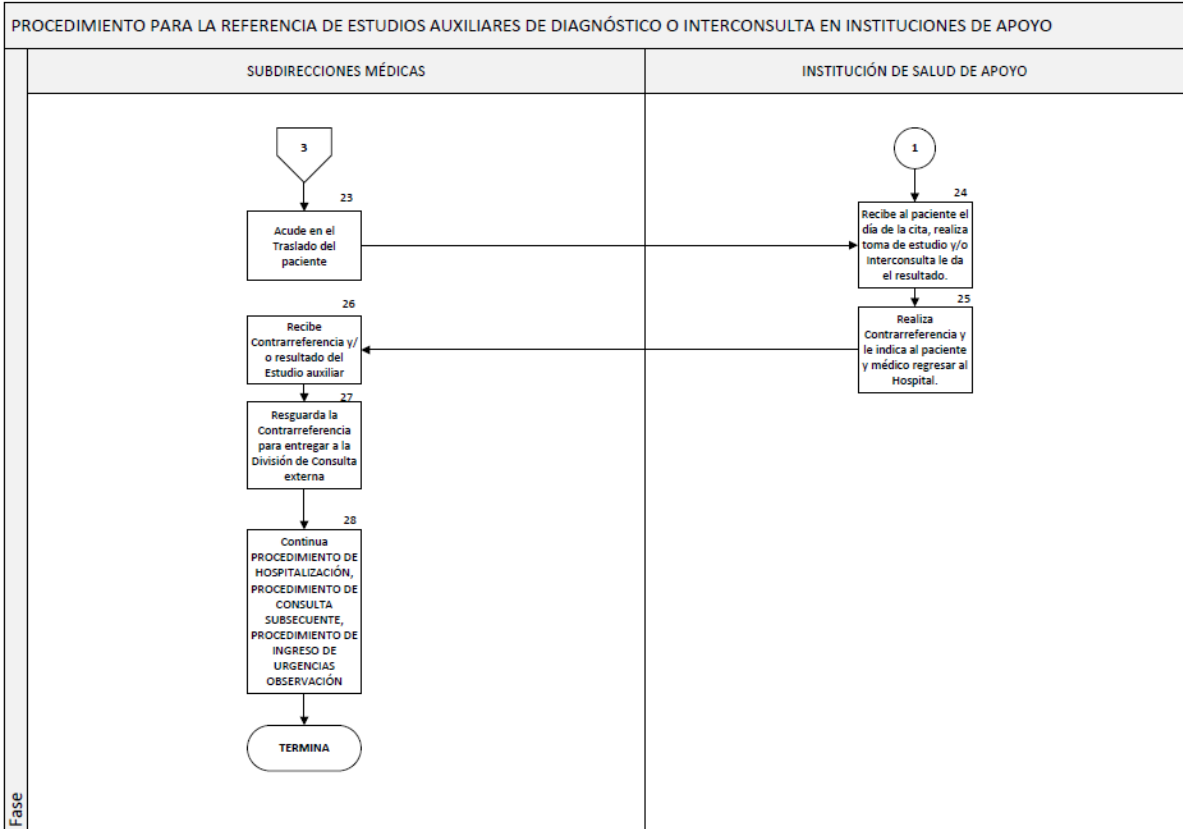 PROCEDIMIENTO PARA LA REFERENCIA DE ESTUDIOS AUXILIARES DE DIAGNÓSTICO O INTERCONSULTA EN INSTITUCIONES DE APOYO
SUBDIRECCIONES MÉDICAS
INSTITUCIÓN DE SALUD DE APOYO
3
1
23
Acude en el
Traslado del
paciente
24
Recibe al paciente el
día de la cita, realiza
toma de estudio y/o
Interconsulta le da
el resultado.
25
Realiza
Contrarreferencia y
le indica al paciente
y médico regresar al
Hospital.
26
Recibe
Contrarreferencia y/
o resultado del
Estudio auxiliar
27
Resguarda la
Contrarreferencia
para entregar a la
División de Consulta
externa
28
Continua
PROCEDIMIENTO DE
HOSPITALIZACIÓN,
PROCEDIMIENTO DE
CONSULTA
SUBSECUENTE,
PROCEDIMIENTO DE
INGRESO DE
URGENCIAS
OBSERVACIÓN
TERMINA
Fase